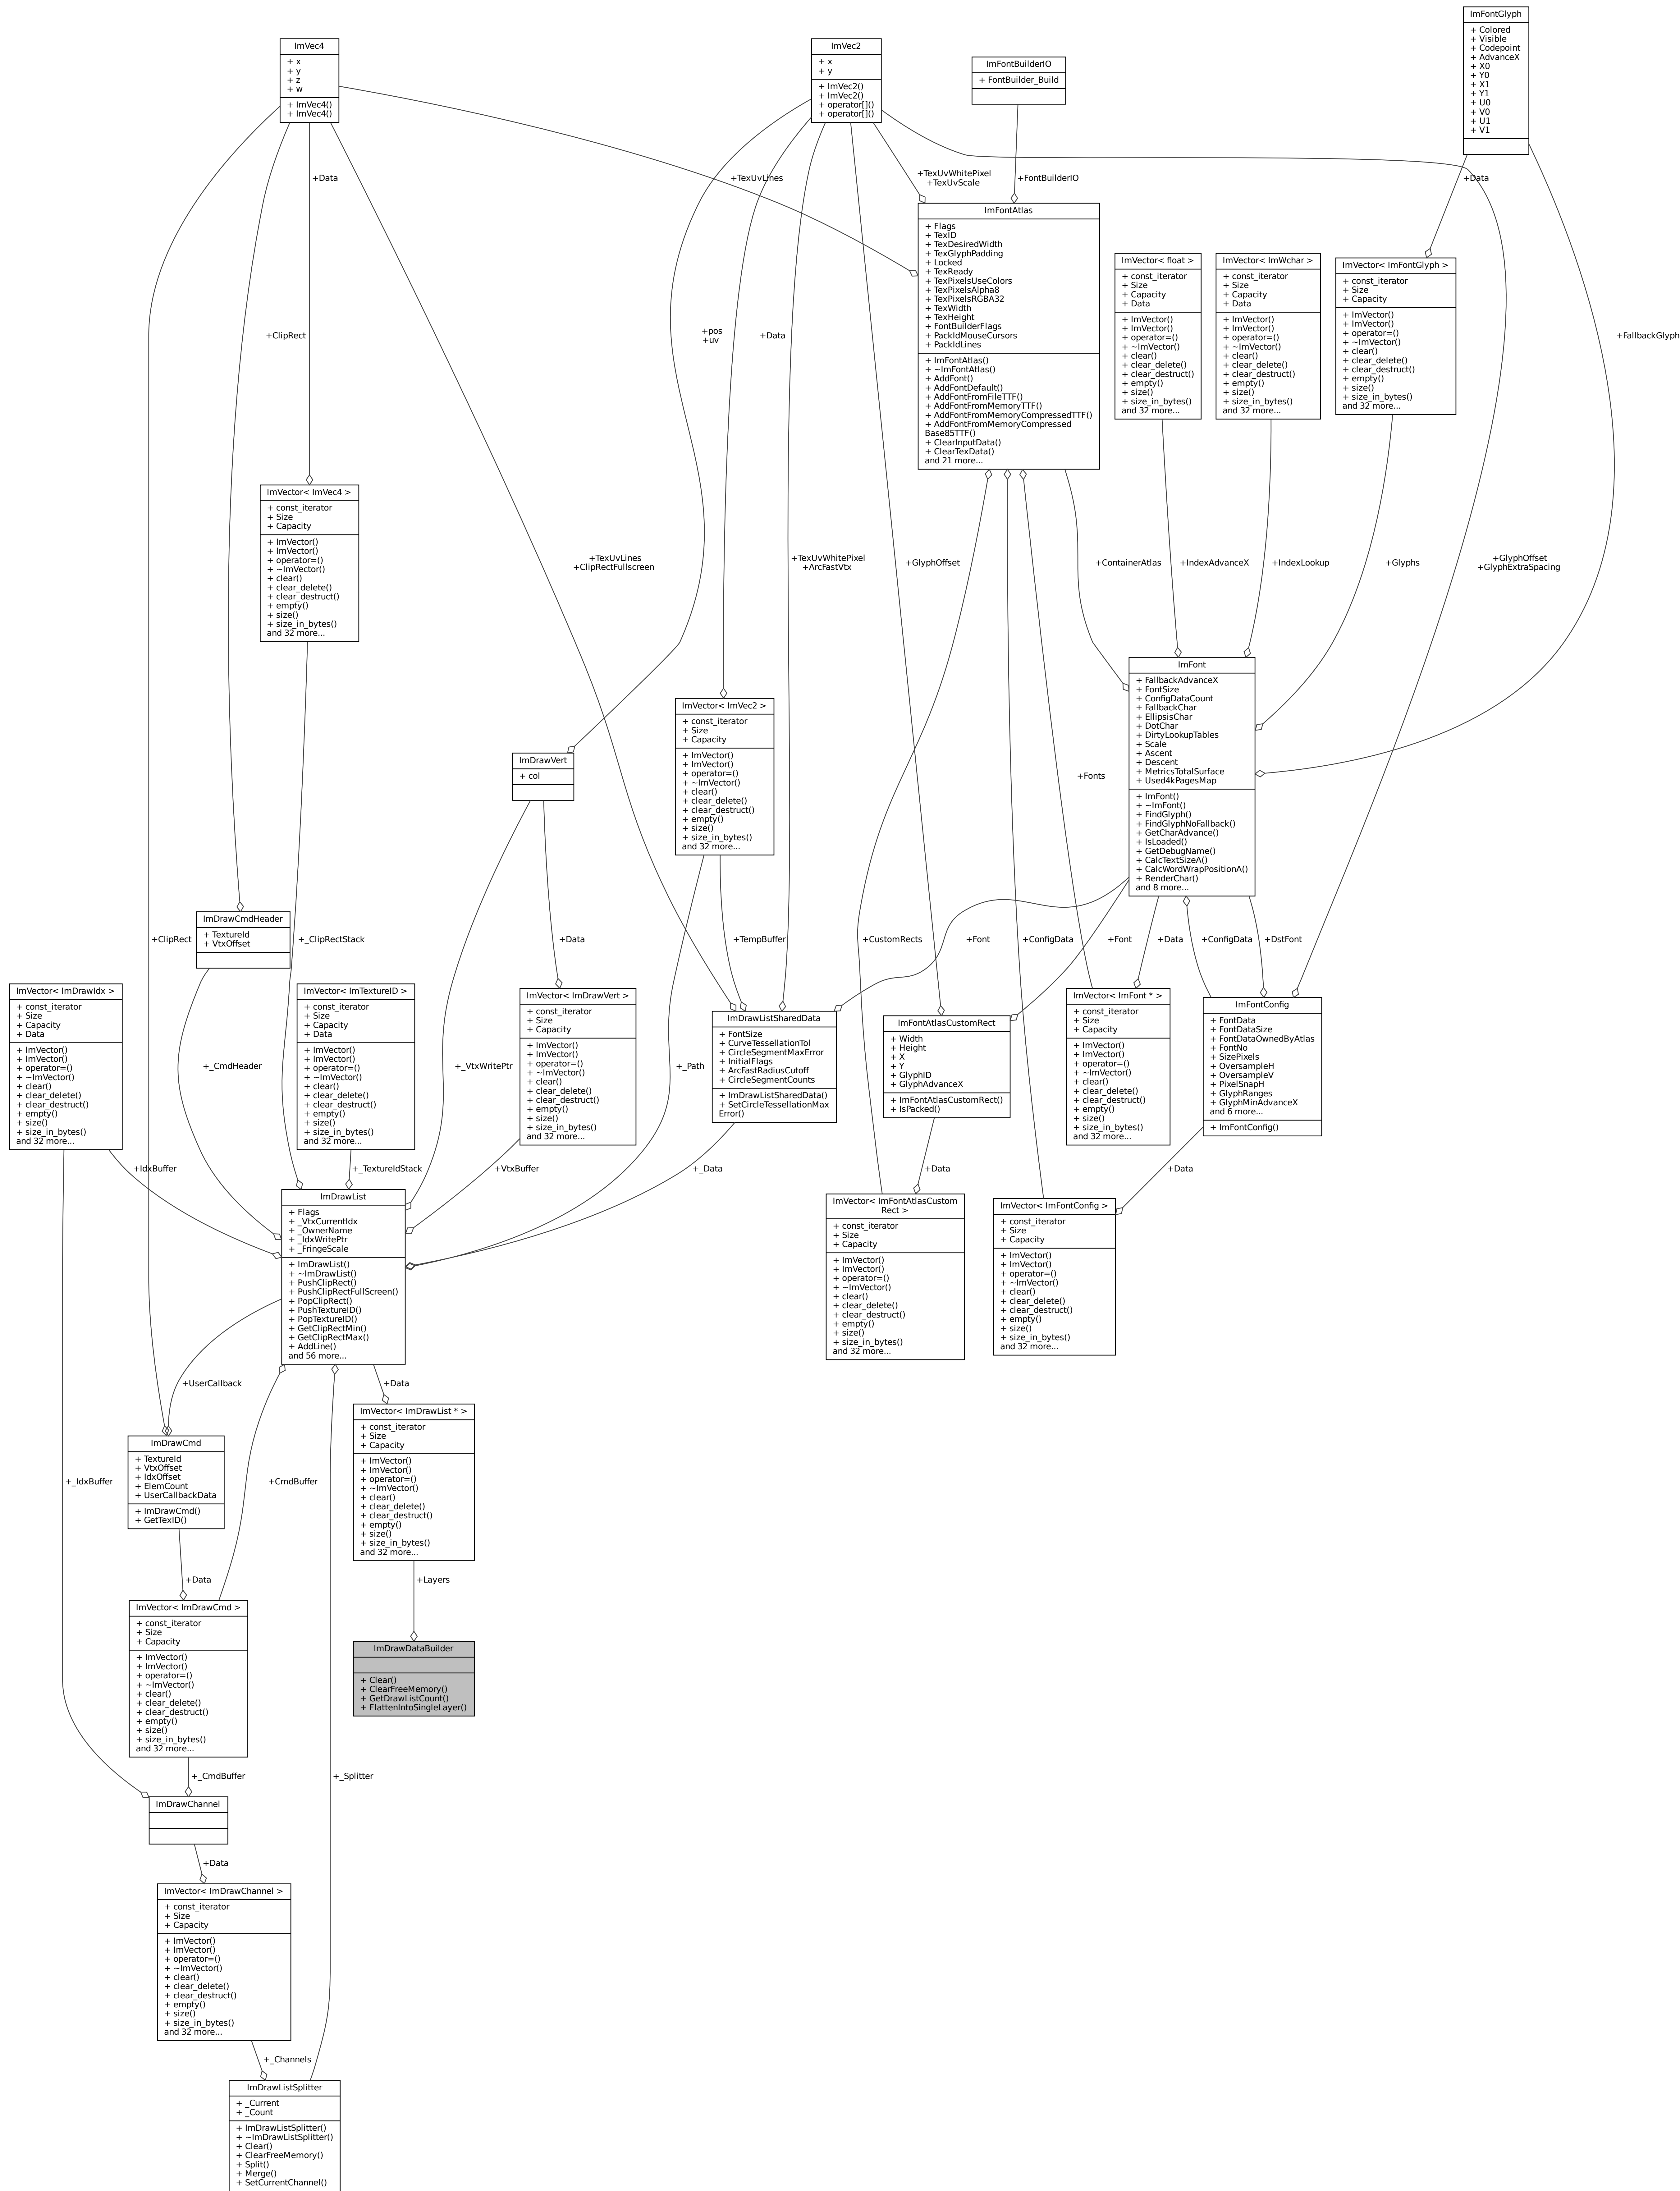 ImFontGlyph
+ Colored
+ Visible
+ Codepoint
+ AdvanceX
+ X0
+ Y0
+ X1
+ Y1
+ U0
+ V0
+ U1
+ V1
ImVec4
+ x
+ y
+ z
+ w
+ ImVec4()
+ ImVec4()
ImVec2
+ x
+ y
+ ImVec2()
+ ImVec2()
+ operator[]()
+ operator[]()
ImFontBuilderIO
+ FontBuilder_Build
+Data
+TexUvLines
+TexUvWhitePixel
+TexUvScale
+FontBuilderIO
+Data
ImFontAtlas
+ Flags
+ TexID
+ TexDesiredWidth
+ TexGlyphPadding
+ Locked
+ TexReady
+ TexPixelsUseColors
+ TexPixelsAlpha8
+ TexPixelsRGBA32
+ TexWidth
+ TexHeight
+ FontBuilderFlags
+ PackIdMouseCursors
+ PackIdLines
+ ImFontAtlas()
+ ~ImFontAtlas()
+ AddFont()
+ AddFontDefault()
+ AddFontFromFileTTF()
+ AddFontFromMemoryTTF()
+ AddFontFromMemoryCompressedTTF()
+ AddFontFromMemoryCompressed
Base85TTF()
+ ClearInputData()
+ ClearTexData()
and 21 more...
ImVector< float >
+ const_iterator
+ Size
+ Capacity
+ Data
+ ImVector()
+ ImVector()
+ operator=()
+ ~ImVector()
+ clear()
+ clear_delete()
+ clear_destruct()
+ empty()
+ size()
+ size_in_bytes()
and 32 more...
ImVector< ImWchar >
+ const_iterator
+ Size
+ Capacity
+ Data
+ ImVector()
+ ImVector()
+ operator=()
+ ~ImVector()
+ clear()
+ clear_delete()
+ clear_destruct()
+ empty()
+ size()
+ size_in_bytes()
and 32 more...
ImVector< ImFontGlyph >
+ const_iterator
+ Size
+ Capacity
+ ImVector()
+ ImVector()
+ operator=()
+ ~ImVector()
+ clear()
+ clear_delete()
+ clear_destruct()
+ empty()
+ size()
+ size_in_bytes()
and 32 more...
+ClipRect
+pos
+uv
+Data
+FallbackGlyph
ImVector< ImVec4 >
+ const_iterator
+ Size
+ Capacity
+ ImVector()
+ ImVector()
+ operator=()
+ ~ImVector()
+ clear()
+ clear_delete()
+ clear_destruct()
+ empty()
+ size()
+ size_in_bytes()
and 32 more...
+TexUvLines
+ClipRectFullscreen
+TexUvWhitePixel
+ArcFastVtx
+GlyphOffset
+ContainerAtlas
+IndexAdvanceX
+IndexLookup
+Glyphs
+GlyphOffset
+GlyphExtraSpacing
ImFont
+ FallbackAdvanceX
+ FontSize
+ ConfigDataCount
+ FallbackChar
+ EllipsisChar
+ DotChar
+ DirtyLookupTables
+ Scale
+ Ascent
+ Descent
+ MetricsTotalSurface
+ Used4kPagesMap
+ ImFont()
+ ~ImFont()
+ FindGlyph()
+ FindGlyphNoFallback()
+ GetCharAdvance()
+ IsLoaded()
+ GetDebugName()
+ CalcTextSizeA()
+ CalcWordWrapPositionA()
+ RenderChar()
and 8 more...
ImVector< ImVec2 >
+ const_iterator
+ Size
+ Capacity
+ ImVector()
+ ImVector()
+ operator=()
+ ~ImVector()
+ clear()
+ clear_delete()
+ clear_destruct()
+ empty()
+ size()
+ size_in_bytes()
and 32 more...
ImDrawVert
+ col
+Fonts
ImDrawCmdHeader
+ TextureId
+ VtxOffset
+ClipRect
+_ClipRectStack
+Data
+TempBuffer
+CustomRects
+Font
+ConfigData
+Font
+Data
+ConfigData
+DstFont
ImVector< ImDrawIdx >
+ const_iterator
+ Size
+ Capacity
+ Data
+ ImVector()
+ ImVector()
+ operator=()
+ ~ImVector()
+ clear()
+ clear_delete()
+ clear_destruct()
+ empty()
+ size()
+ size_in_bytes()
and 32 more...
+_CmdHeader
ImVector< ImTextureID >
+ const_iterator
+ Size
+ Capacity
+ Data
+ ImVector()
+ ImVector()
+ operator=()
+ ~ImVector()
+ clear()
+ clear_delete()
+ clear_destruct()
+ empty()
+ size()
+ size_in_bytes()
and 32 more...
+_VtxWritePtr
ImVector< ImDrawVert >
+ const_iterator
+ Size
+ Capacity
+ ImVector()
+ ImVector()
+ operator=()
+ ~ImVector()
+ clear()
+ clear_delete()
+ clear_destruct()
+ empty()
+ size()
+ size_in_bytes()
and 32 more...
+_Path
ImDrawListSharedData
+ FontSize
+ CurveTessellationTol
+ CircleSegmentMaxError
+ InitialFlags
+ ArcFastRadiusCutoff
+ CircleSegmentCounts
+ ImDrawListSharedData()
+ SetCircleTessellationMax
Error()
ImFontAtlasCustomRect
+ Width
+ Height
+ X
+ Y
+ GlyphID
+ GlyphAdvanceX
+ ImFontAtlasCustomRect()
+ IsPacked()
ImVector< ImFont * >
+ const_iterator
+ Size
+ Capacity
+ ImVector()
+ ImVector()
+ operator=()
+ ~ImVector()
+ clear()
+ clear_delete()
+ clear_destruct()
+ empty()
+ size()
+ size_in_bytes()
and 32 more...
ImFontConfig
+ FontData
+ FontDataSize
+ FontDataOwnedByAtlas
+ FontNo
+ SizePixels
+ OversampleH
+ OversampleV
+ PixelSnapH
+ GlyphRanges
+ GlyphMinAdvanceX
and 6 more...
+ ImFontConfig()
+IdxBuffer
+_TextureIdStack
+VtxBuffer
+_Data
+Data
+Data
ImDrawList
+ Flags
+ _VtxCurrentIdx
+ _OwnerName
+ _IdxWritePtr
+ _FringeScale
+ ImDrawList()
+ ~ImDrawList()
+ PushClipRect()
+ PushClipRectFullScreen()
+ PopClipRect()
+ PushTextureID()
+ PopTextureID()
+ GetClipRectMin()
+ GetClipRectMax()
+ AddLine()
and 56 more...
ImVector< ImFontAtlasCustom
Rect >
+ const_iterator
+ Size
+ Capacity
+ ImVector()
+ ImVector()
+ operator=()
+ ~ImVector()
+ clear()
+ clear_delete()
+ clear_destruct()
+ empty()
+ size()
+ size_in_bytes()
and 32 more...
ImVector< ImFontConfig >
+ const_iterator
+ Size
+ Capacity
+ ImVector()
+ ImVector()
+ operator=()
+ ~ImVector()
+ clear()
+ clear_delete()
+ clear_destruct()
+ empty()
+ size()
+ size_in_bytes()
and 32 more...
+UserCallback
+Data
ImVector< ImDrawList * >
+ const_iterator
+ Size
+ Capacity
+ ImVector()
+ ImVector()
+ operator=()
+ ~ImVector()
+ clear()
+ clear_delete()
+ clear_destruct()
+ empty()
+ size()
+ size_in_bytes()
and 32 more...
ImDrawCmd
+ TextureId
+ VtxOffset
+ IdxOffset
+ ElemCount
+ UserCallbackData
+ ImDrawCmd()
+ GetTexID()
+_IdxBuffer
+CmdBuffer
+Data
+Layers
ImVector< ImDrawCmd >
+ const_iterator
+ Size
+ Capacity
+ ImVector()
+ ImVector()
+ operator=()
+ ~ImVector()
+ clear()
+ clear_delete()
+ clear_destruct()
+ empty()
+ size()
+ size_in_bytes()
and 32 more...
ImDrawDataBuilder
+ Clear()
+ ClearFreeMemory()
+ GetDrawListCount()
+ FlattenIntoSingleLayer()
+_CmdBuffer
+_Splitter
ImDrawChannel
+Data
ImVector< ImDrawChannel >
+ const_iterator
+ Size
+ Capacity
+ ImVector()
+ ImVector()
+ operator=()
+ ~ImVector()
+ clear()
+ clear_delete()
+ clear_destruct()
+ empty()
+ size()
+ size_in_bytes()
and 32 more...
+_Channels
ImDrawListSplitter
+ _Current
+ _Count
+ ImDrawListSplitter()
+ ~ImDrawListSplitter()
+ Clear()
+ ClearFreeMemory()
+ Split()
+ Merge()
+ SetCurrentChannel()